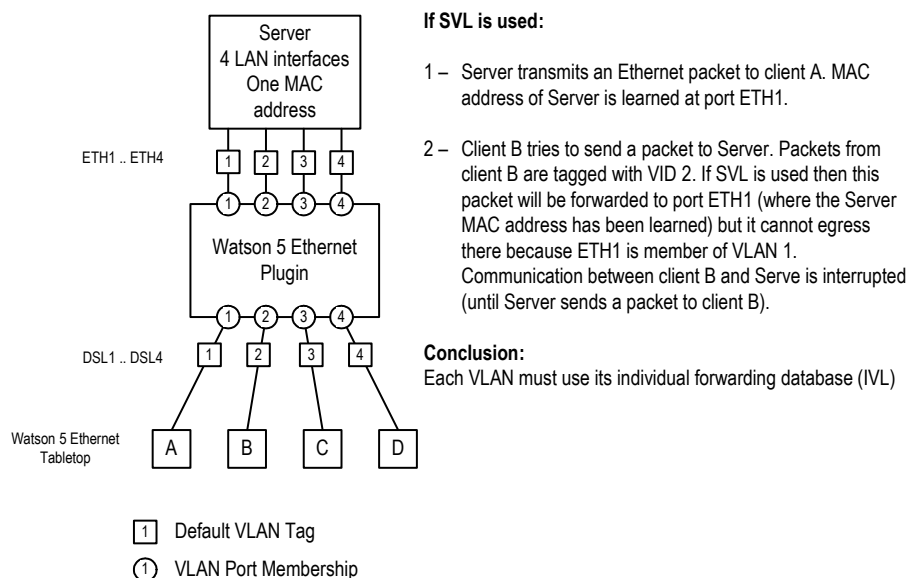 Server
4 LAN interfaces
One MAC
address
ETH1 .. ETH4
1 2 3 4
1 2 3 4
Watson 5 Ethernet
Plugin
1 2 3 4
DSL1 .. DSL4
1 2 3 4
Watson 5 Ethernet
Tabletop
A B C D
1 Default VLAN Tag
1 VLAN Port Membership
If SVL is used:
1 – Server transmits an Ethernet packet to client A. MAC
address of Server is learned at port ETH1.
2 – Client B tries to send a packet to Server. Packets from
client B are tagged with VID 2. If SVL is used then this
packet will be forwarded to port ETH1 (where the Server
MAC address has been learned) but it cannot egress
there because ETH1 is member of VLAN 1.
Communication between client B and Serve is interrupted
(until Server sends a packet to client B).
Conclusion:
Each VLAN must use its individual forwarding database (IVL)